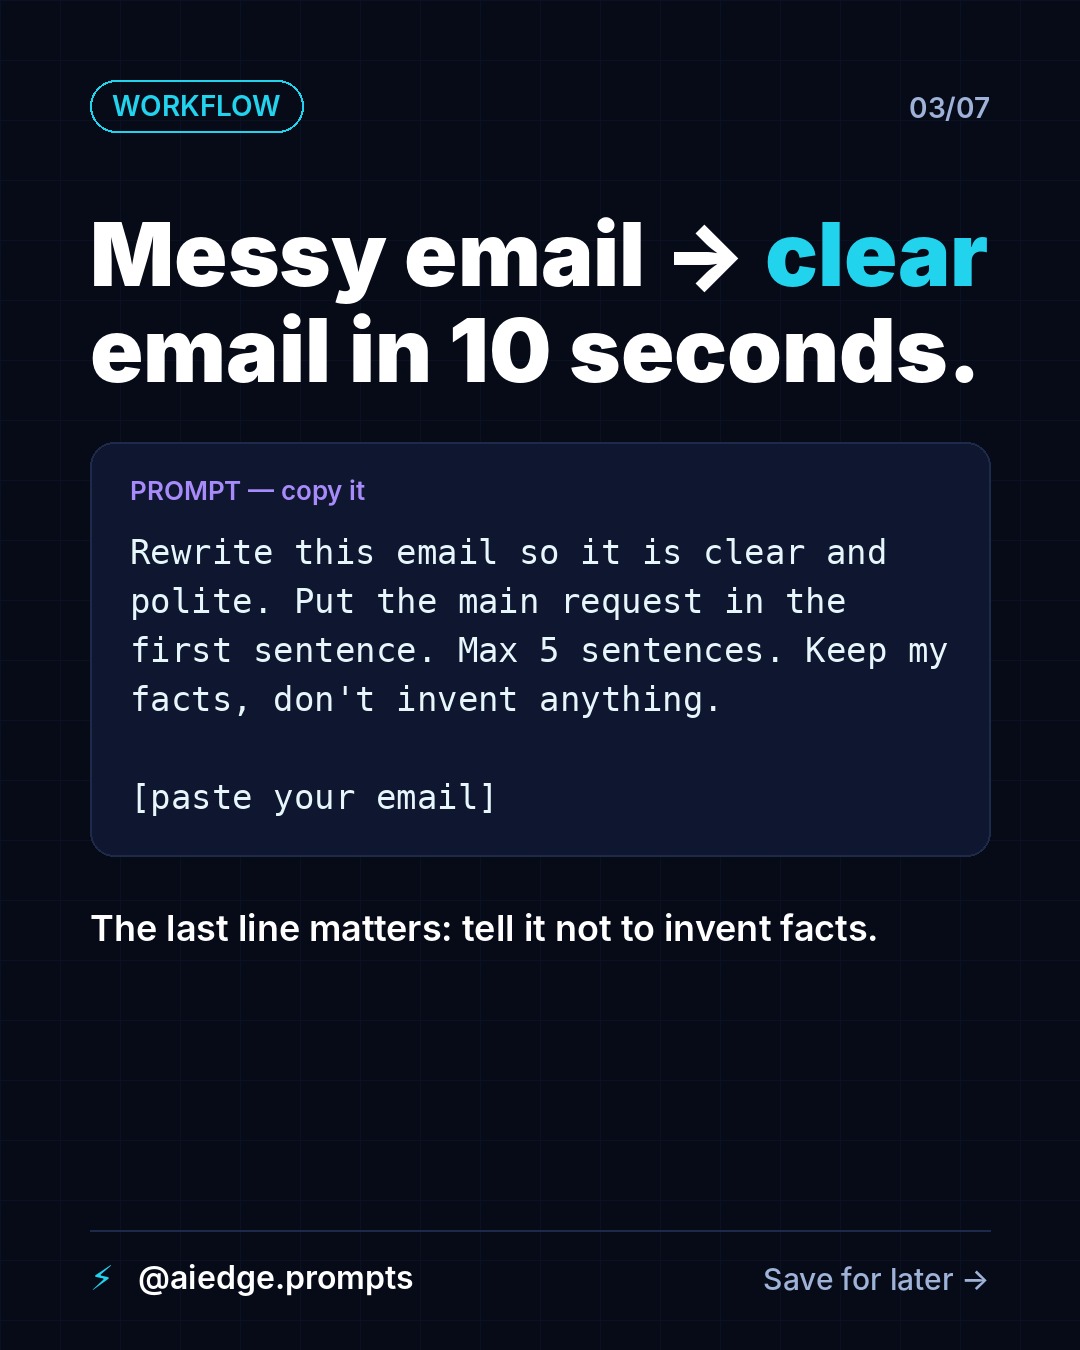 WORKFLOW
03/07
Messy email → clear
email in 10 seconds.
PROMPT — copy it
Rewrite this email so it is clear and
polite. Put the main request in the
first sentence. Max 5 sentences. Keep my
facts, don't invent anything.
[paste your email]
The last line matters: tell it not to invent facts.
⚡ @aiedge.prompts
Save for later →